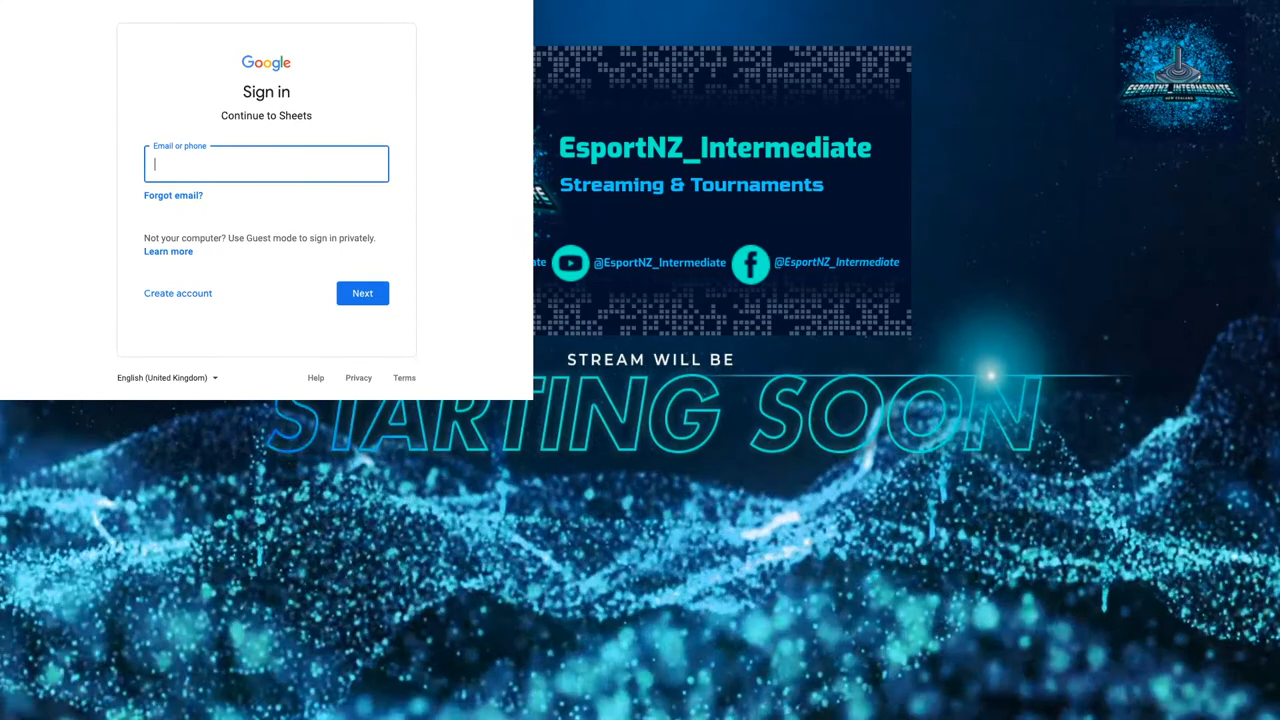 Google
Sign in
Continue to Sheets
Email or phone
Forgot email?
Not your computer? Use Guest mode to sign in privately.
Learn more
Create account
Next
English (United Kingdom)
Help
Privacy
Terms
EsportNZ_Intermediate
Streaming & Tournaments
@EsportNZ_Intermediate
@EsportNZ_Intermediate
STREAM WILL BE
STARTING SOON
ESPORTNZ_INTERMEDIATE
NEW ZEALAND